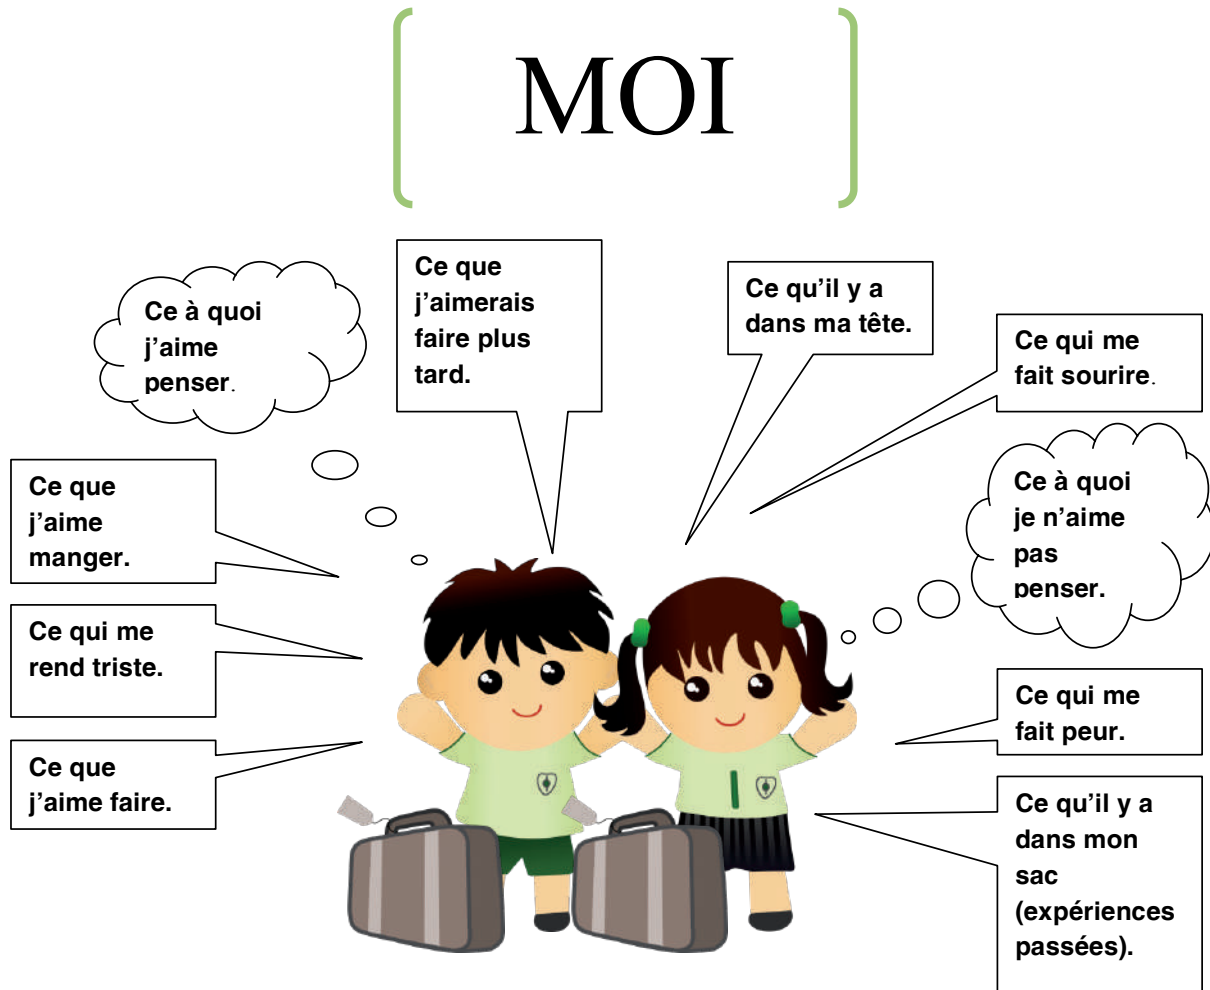 MOI
Ce à quoi
j’aime
penser.
Ce que
j’aimerais
faire plus
tard.
Ce qu’il y a
dans ma tête.
Ce qui me
fait sourire.
Ce à quoi
je n’aime
pas
penser.
Ce que
j’aime
manger.
Ce qui me
rend triste.
Ce que
j’aime faire.
Ce qui me
fait peur.
Ce qu’il y a
dans mon
sac
(expériences
passées).